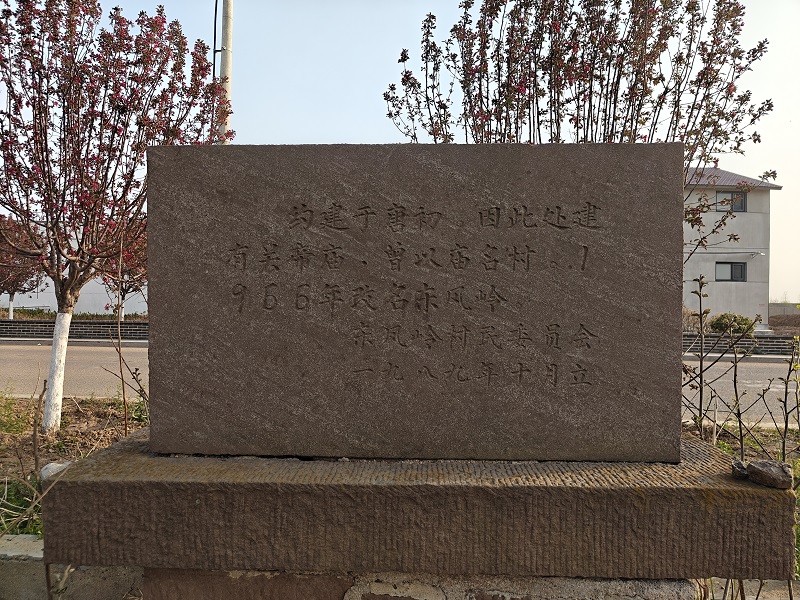 约建于唐初。因此处建
有关帝庙.曾以庙名村..1
966年改名东风岭
东风岭村民委员会
一九八九年十月立